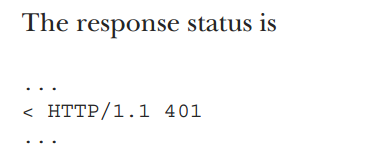 The response status is
...
< HTTP/1.1 401
...